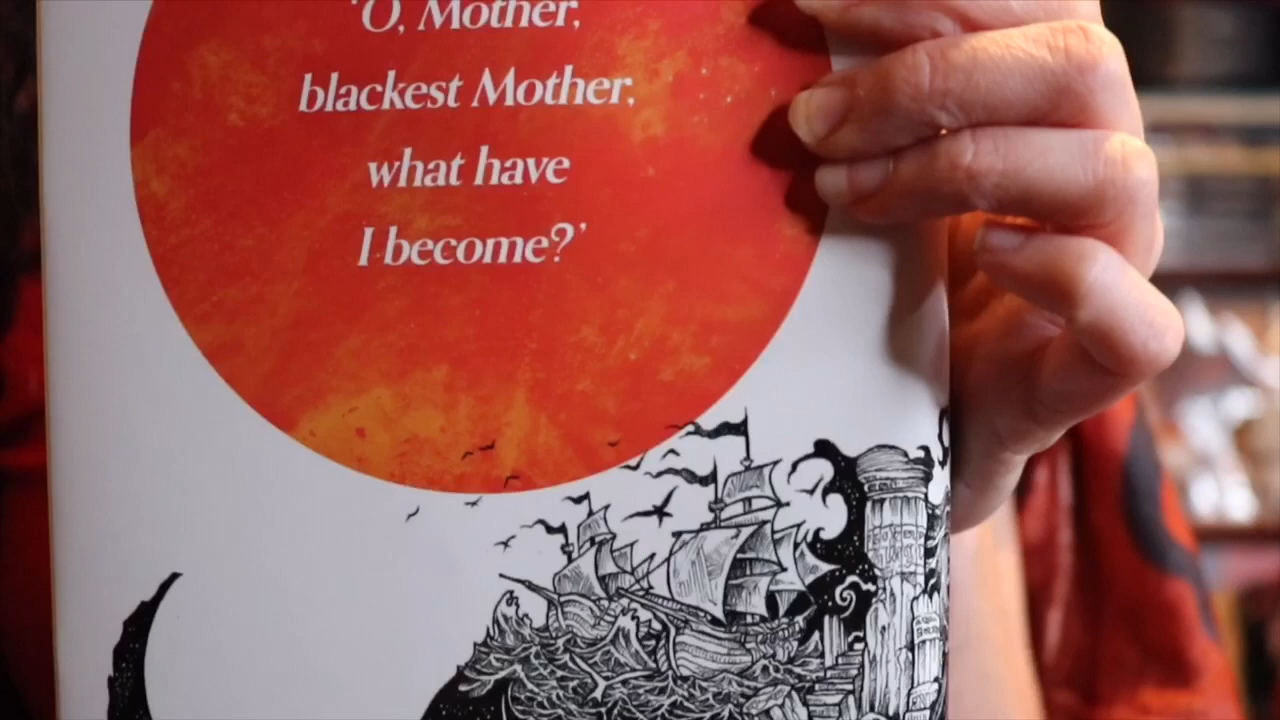 ‘O, Mother,
blackest Mother,
what have
I become?’